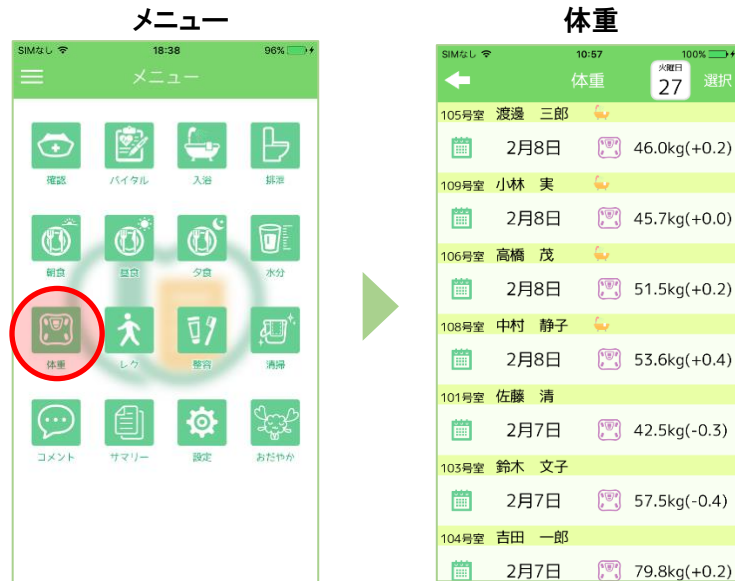 メニュー
SIMなし 18:38 96%
メニュー
確認 バイタル 入浴 排泄
朝食 昼食 夕食 水分
体重 レク 整容 清掃
コメント サマリー 設定 おだやか
体重
SIMなし 10:57 100%
体重 火曜日 27 選択
105号室 渡邊 三郎
2月8日 46.0kg(+0.2)
109号室 小林 実
2月8日 45.7kg(+0.0)
106号室 高橋 茂
2月8日 51.5kg(+0.2)
108号室 中村 静子
2月8日 53.6kg(+0.4)
101号室 佐藤 清
2月7日 42.5kg(-0.3)
103号室 鈴木 文子
2月7日 57.5kg(-0.4)
104号室 吉田 一郎
2月7日 79.8kg(+0.2)